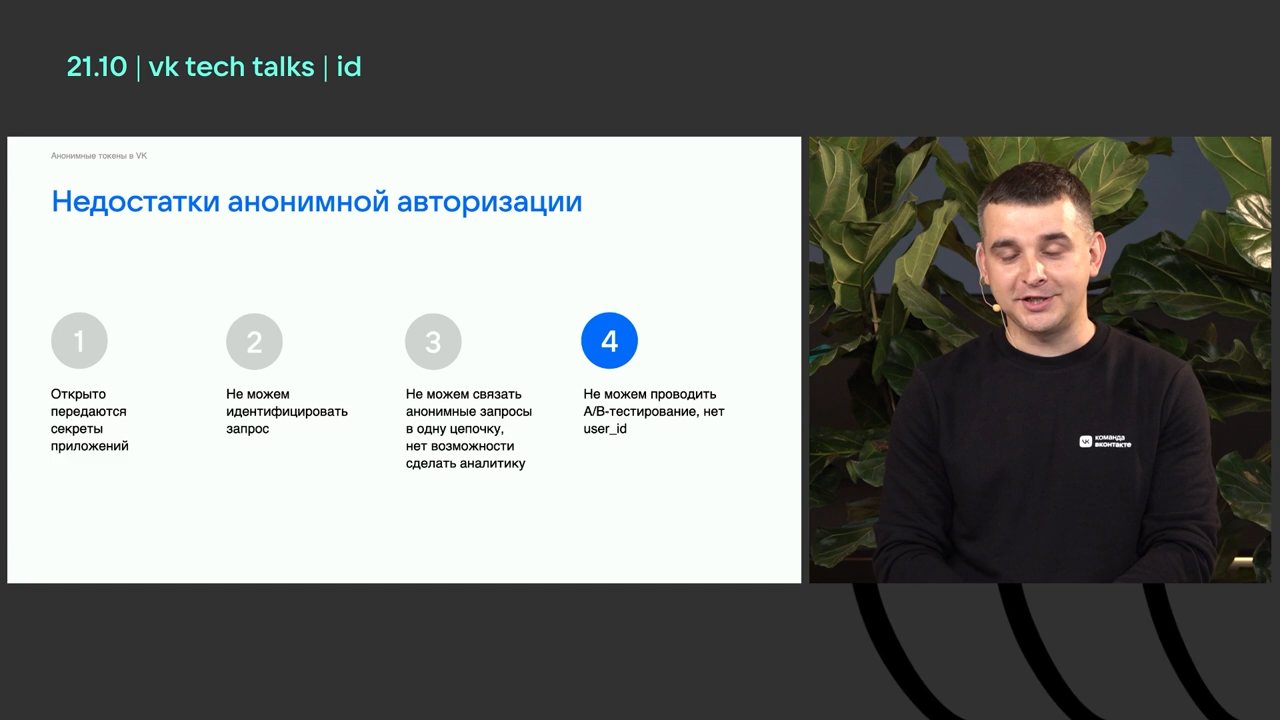 21.10 | vk tech talks | id
Анонимные токены в VK
Недостатки анонимной авторизации
1
Открыто
передаются
секреты
приложений
2
Не можем
идентифицировать
запрос
3
Не можем связать
анонимные запросы
в одну цепочку,
нет возможности
сделать аналитику
4
Не можем проводить
A/B-тестирование, нет
user_id
команда
вконтакте